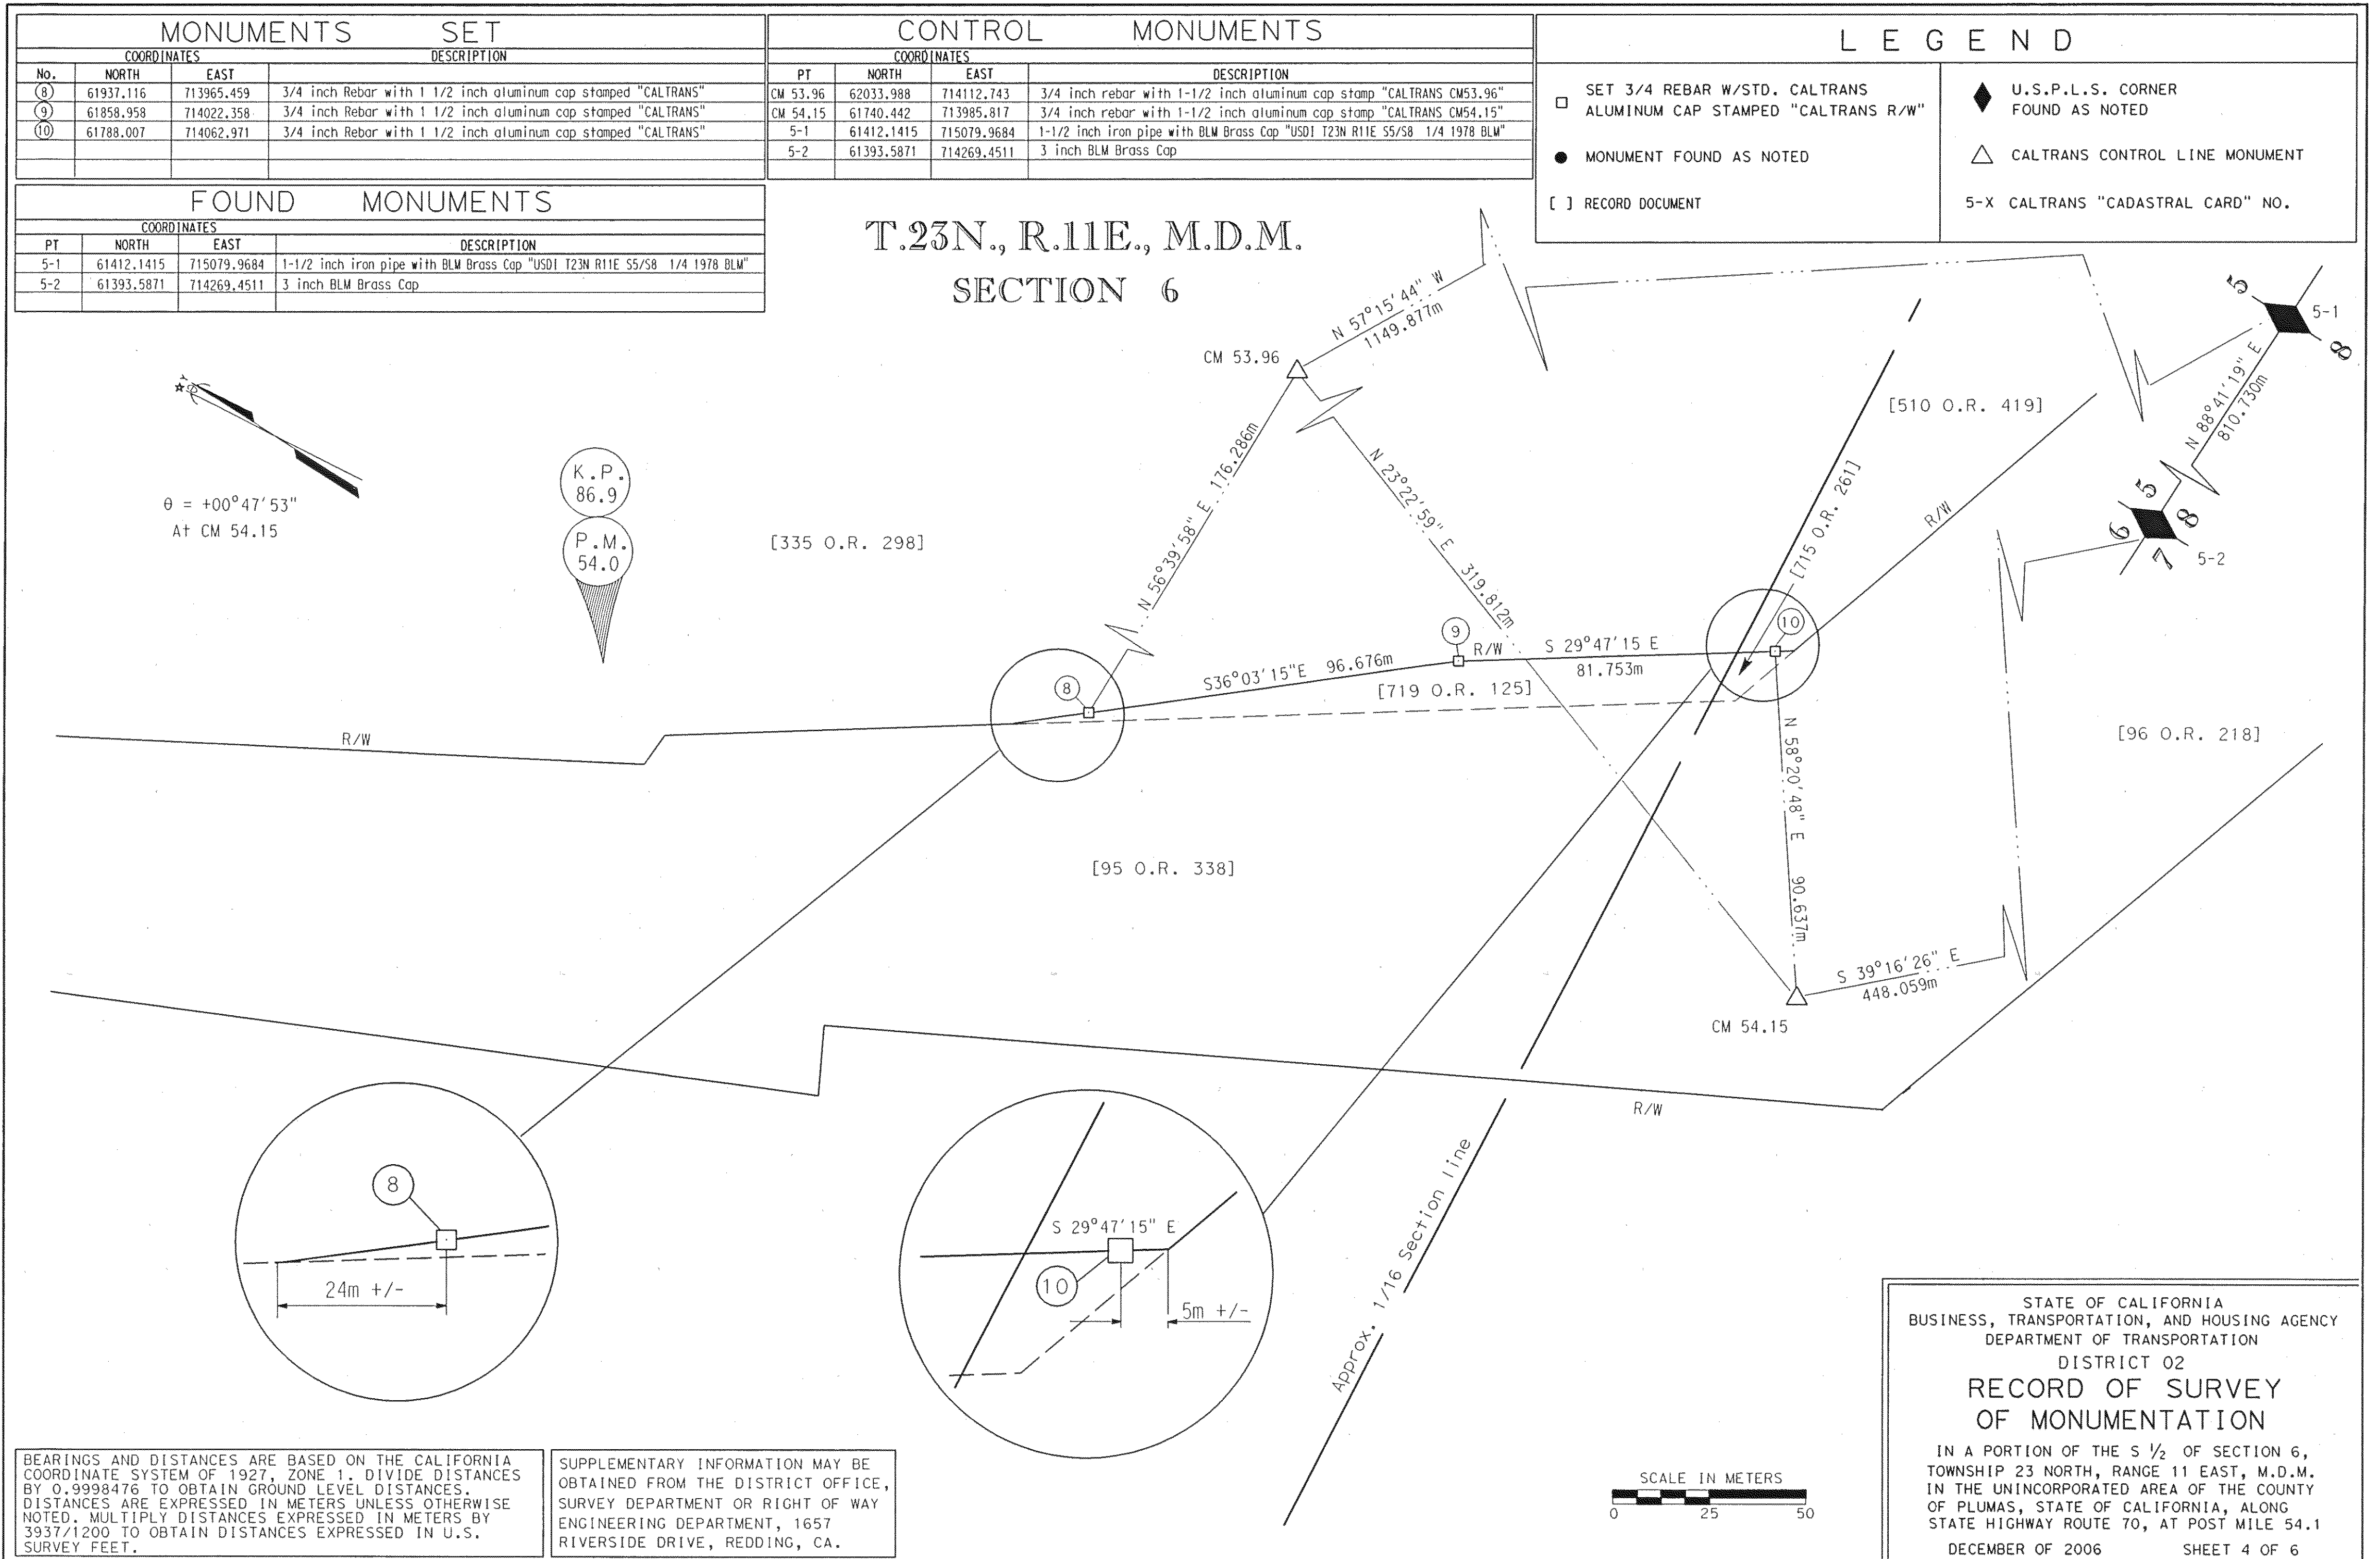 MONUMENTS SET
COORDINATES DESCRIPTION
No. NORTH EAST
8 61937.116 713965.459 3/4 inch Rebar with 1 1/2 inch aluminum cap stamped "CALTRANS"
9 61858.958 714022.358 3/4 inch Rebar with 1 1/2 inch aluminum cap stamped "CALTRANS"
10 61788.007 714062.971 3/4 inch Rebar with 1 1/2 inch aluminum cap stamped "CALTRANS"
CONTROL MONUMENTS
COORDINATES
PT NORTH EAST DESCRIPTION
CM 53.96 62033.988 714112.743 3/4 inch rebar with 1-1/2 inch aluminum cap stamp "CALTRANS CM53.96"
CM 54.15 61740.442 713985.817 3/4 inch rebar with 1-1/2 inch aluminum cap stamp "CALTRANS CM54.15"
5-1 61412.1415 715079.9684 1-1/2 inch iron pipe with BLM Brass Cap "USDI T23N R11E S5/S8 1/4 1978 BLM"
5-2 61393.5871 714269.4511 3 inch BLM Brass Cap
LEGEND
SET 3/4 REBAR W/STD. CALTRANS
ALUMINUM CAP STAMPED "CALTRANS R/W"
MONUMENT FOUND AS NOTED
[ ] RECORD DOCUMENT
U.S.P.L.S. CORNER
FOUND AS NOTED
CALTRANS CONTROL LINE MONUMENT
5-X CALTRANS "CADASTRAL CARD" NO.
FOUND MONUMENTS
COORDINATES
PT NORTH EAST DESCRIPTION
5-1 61412.1415 715079.9684 1-1/2 inch iron pipe with BLM Brass Cap "USDI T23N R11E S5/S8 1/4 1978 BLM"
5-2 61393.5871 714269.4511 3 inch BLM Brass Cap
T.23N., R.11E., M.D.M.
SECTION 6
N 57°15'44" W
1149.877m
CM 53.96
5
5-1
8
N 88°41'19" E
810.730m
[510 O.R. 419]
θ = +00°47'53"
At CM 54.15
K.P.
86.9
P.M.
54.0
[335 O.R. 298]
N 56°39'58" E 176.286m
N 23°22'59" E 319.812m
[715 O.R. 261]
R/W
5
6
8
7
5-2
9
R/W
S 29°47'15 E
81.753m
10
8
S36°03'15"E 96.676m
[719 O.R. 125]
R/W
N 58°20'48" E 90.637m
[96 O.R. 218]
[95 O.R. 338]
S 39°16'26" E
448.059m
CM 54.15
R/W
8
24m +/-
S 29°47'15" E
10
5m +/-
Approx. 1/16 Section line
BEARINGS AND DISTANCES ARE BASED ON THE CALIFORNIA
COORDINATE SYSTEM OF 1927, ZONE 1. DIVIDE DISTANCES
BY 0.9998476 TO OBTAIN GROUND LEVEL DISTANCES.
DISTANCES ARE EXPRESSED IN METERS UNLESS OTHERWISE
NOTED. MULTIPLY DISTANCES EXPRESSED IN METERS BY
3937/1200 TO OBTAIN DISTANCES EXPRESSED IN U.S.
SURVEY FEET.
SUPPLEMENTARY INFORMATION MAY BE
OBTAINED FROM THE DISTRICT OFFICE,
SURVEY DEPARTMENT OR RIGHT OF WAY
ENGINEERING DEPARTMENT, 1657
RIVERSIDE DRIVE, REDDING, CA.
SCALE IN METERS
0 25 50
STATE OF CALIFORNIA
BUSINESS, TRANSPORTATION, AND HOUSING AGENCY
DEPARTMENT OF TRANSPORTATION
DISTRICT 02
RECORD OF SURVEY
OF MONUMENTATION
IN A PORTION OF THE S 1/2 OF SECTION 6,
TOWNSHIP 23 NORTH, RANGE 11 EAST, M.D.M.
IN THE UNINCORPORATED AREA OF THE COUNTY
OF PLUMAS, STATE OF CALIFORNIA, ALONG
STATE HIGHWAY ROUTE 70, AT POST MILE 54.1
DECEMBER OF 2006 SHEET 4 OF 6